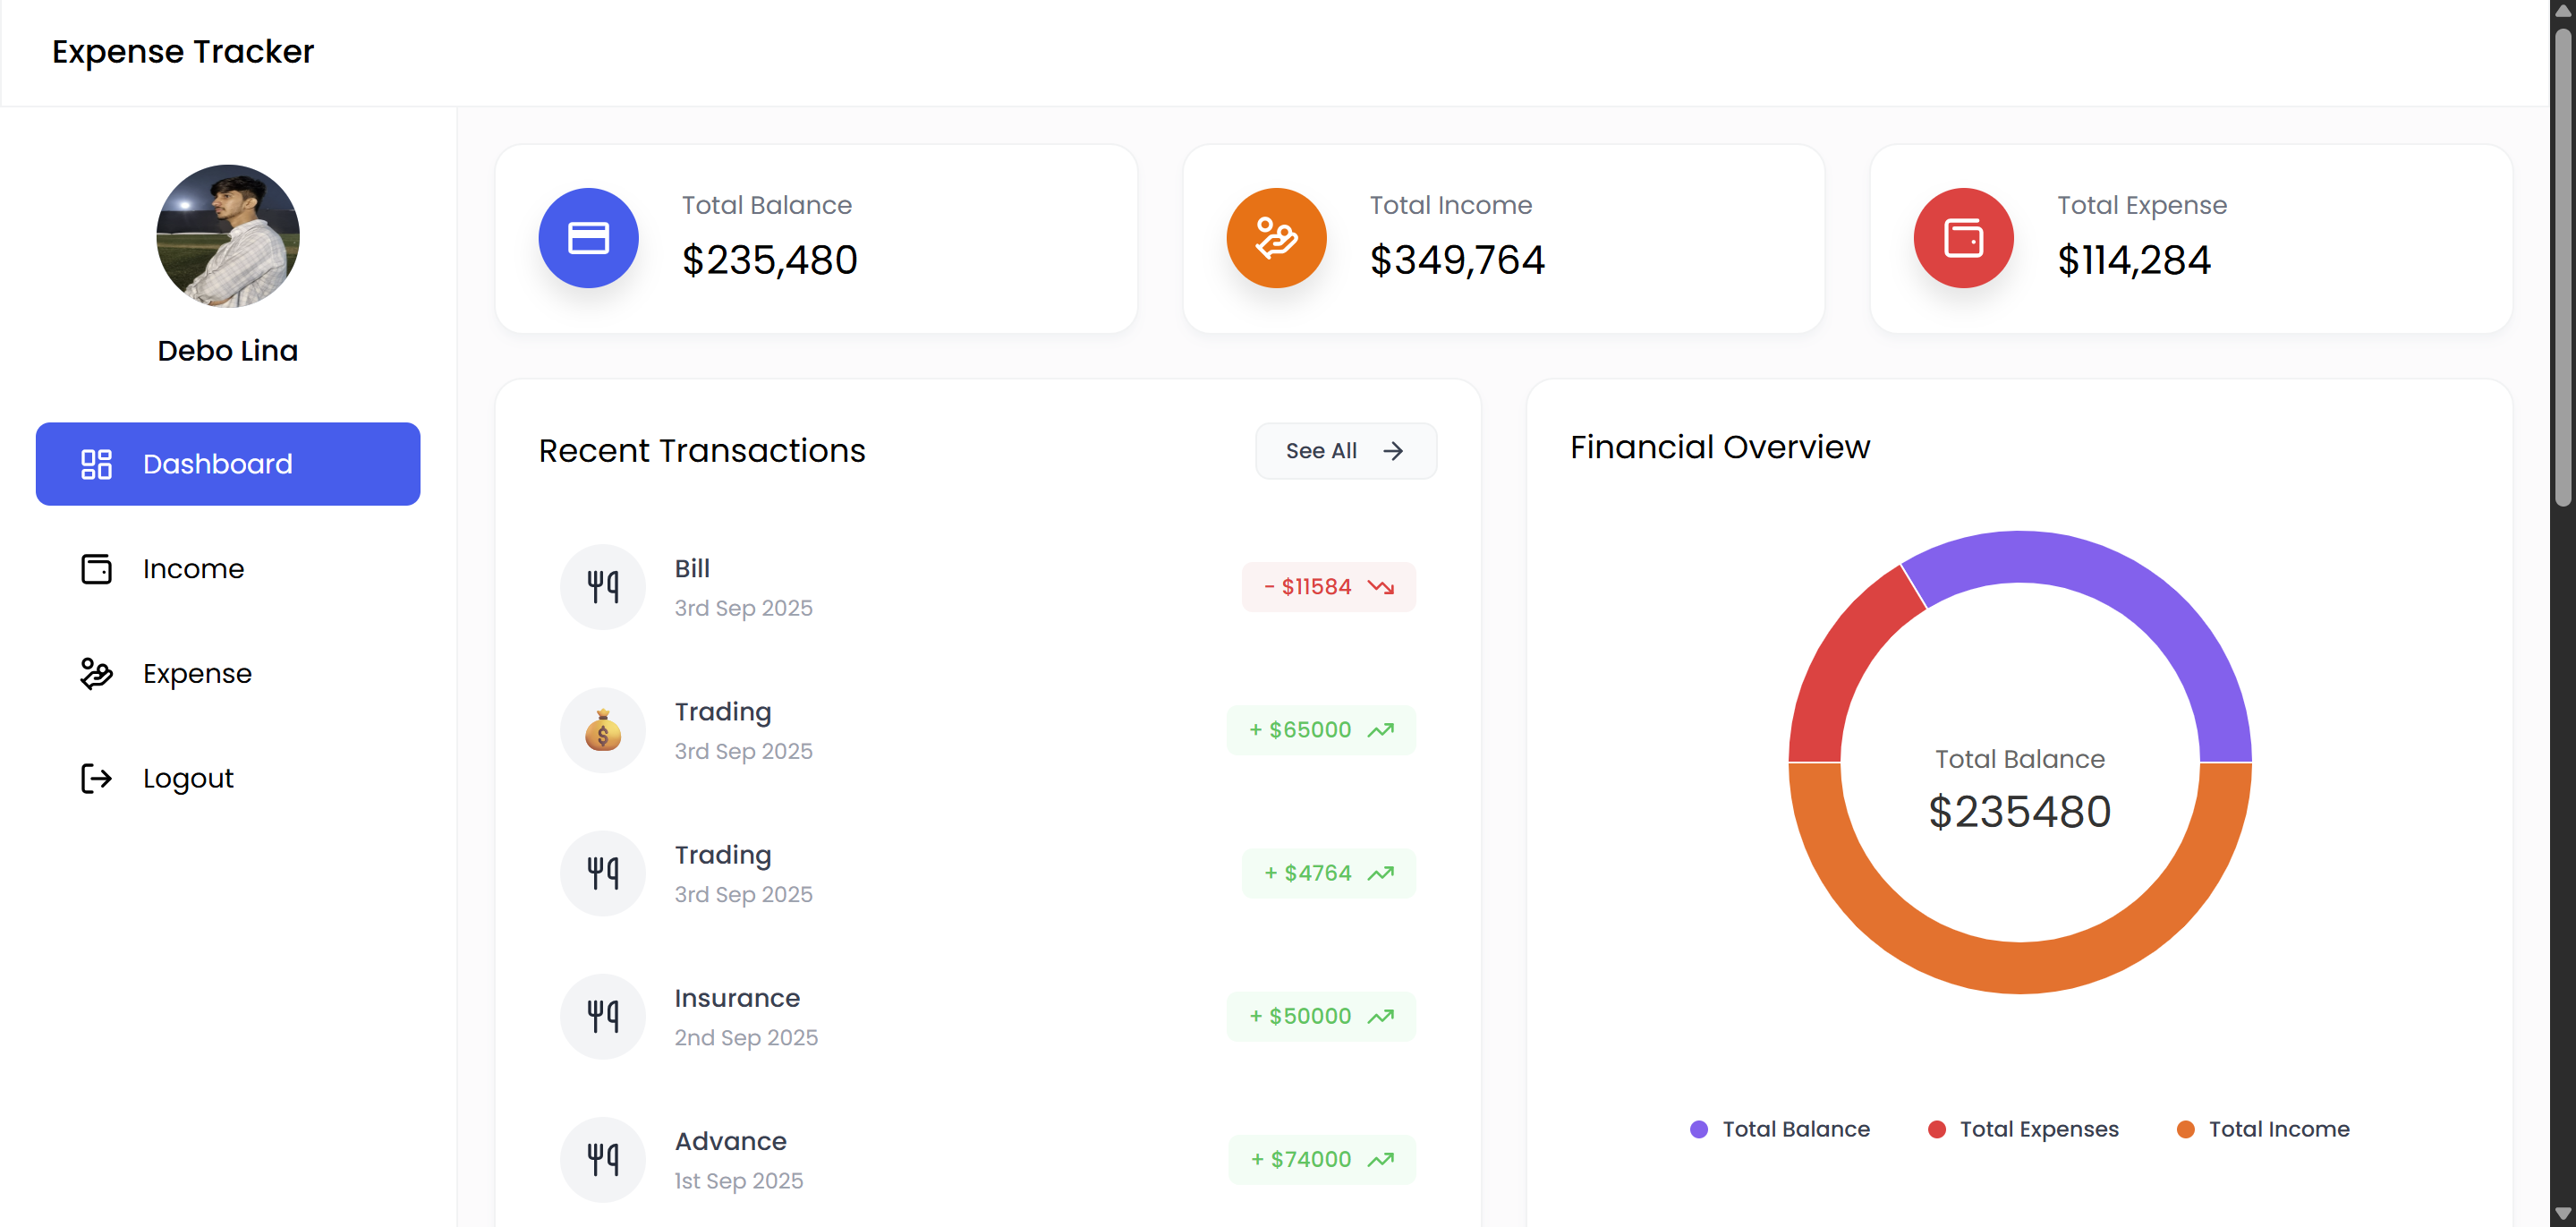 Expense Tracker
Debo Lina
Dashboard
Income
Expense
Logout
Total Balance
$235,480
Total Income
$349,764
Total Expense
$114,284
Recent Transactions
See All
Bill
3rd Sep 2025
- $11584
Trading
3rd Sep 2025
+ $65000
Trading
3rd Sep 2025
+ $4764
Insurance
2nd Sep 2025
+ $50000
Advance
1st Sep 2025
+ $74000
Financial Overview
Total Balance
$235480
Total Balance
Total Expenses
Total Income